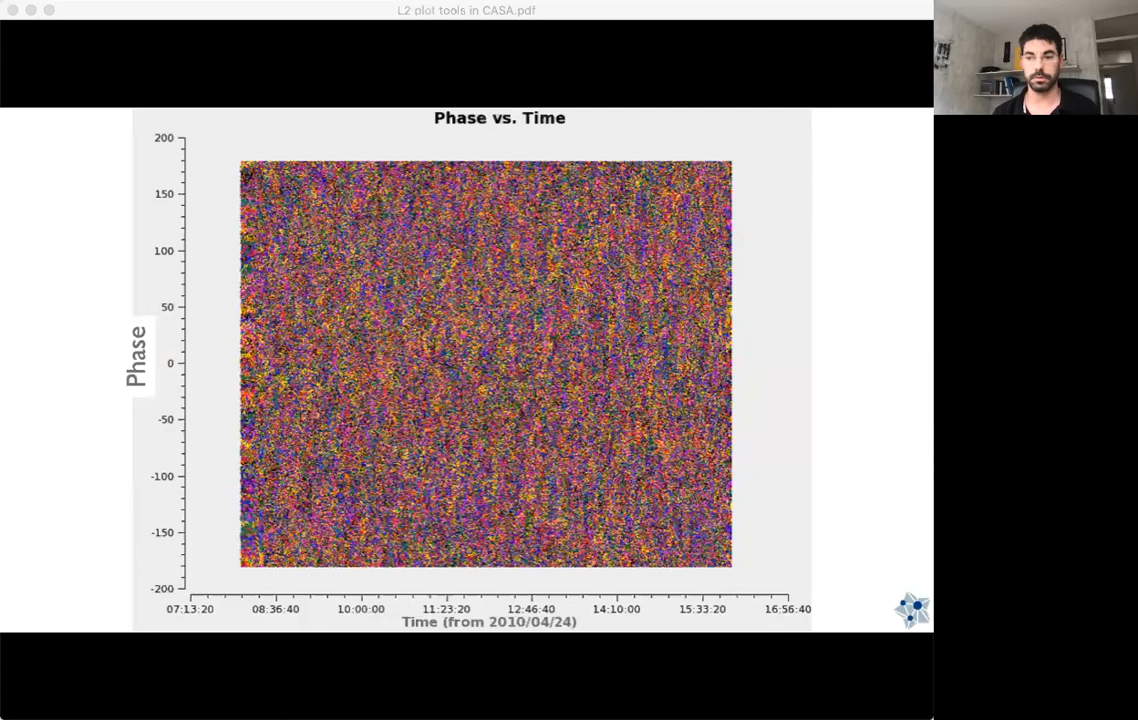 L2 plot tools in CASA.pdf
Phase vs. Time
200
150
100
50
0
-50
-100
-150
-200
Phase
07:13:20 08:36:40 10:00:00 11:23:20 12:46:40 14:10:00 15:33:20 16:56:40
Time (from 2010/04/24)